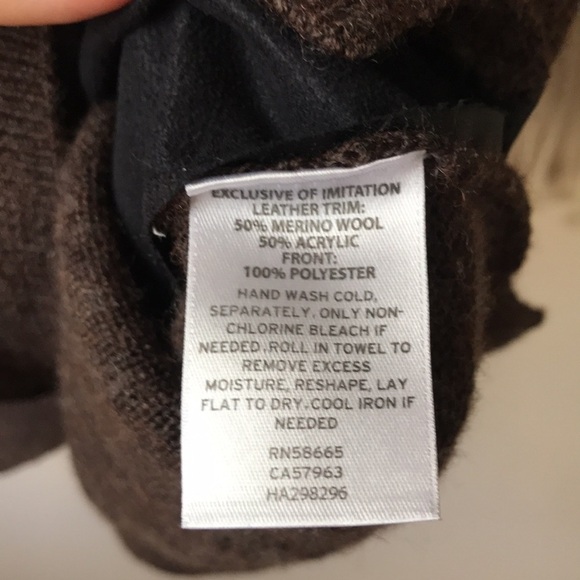 EXCLUSIVE OF IMITATION
LEATHER TRIM:
50% MERINO WOOL
50% ACRYLIC
FRONT:
100% POLYESTER
HAND WASH COLD,
SEPARATELY. ONLY NON-
CHLORINE BLEACH IF
NEEDED .ROLL IN TOWEL TO
REMOVE EXCESS
MOISTURE, RESHAPE, LAY
FLAT TO DRY. COOL IRON IF
NEEDED
RN58665
CA57963
HA298296